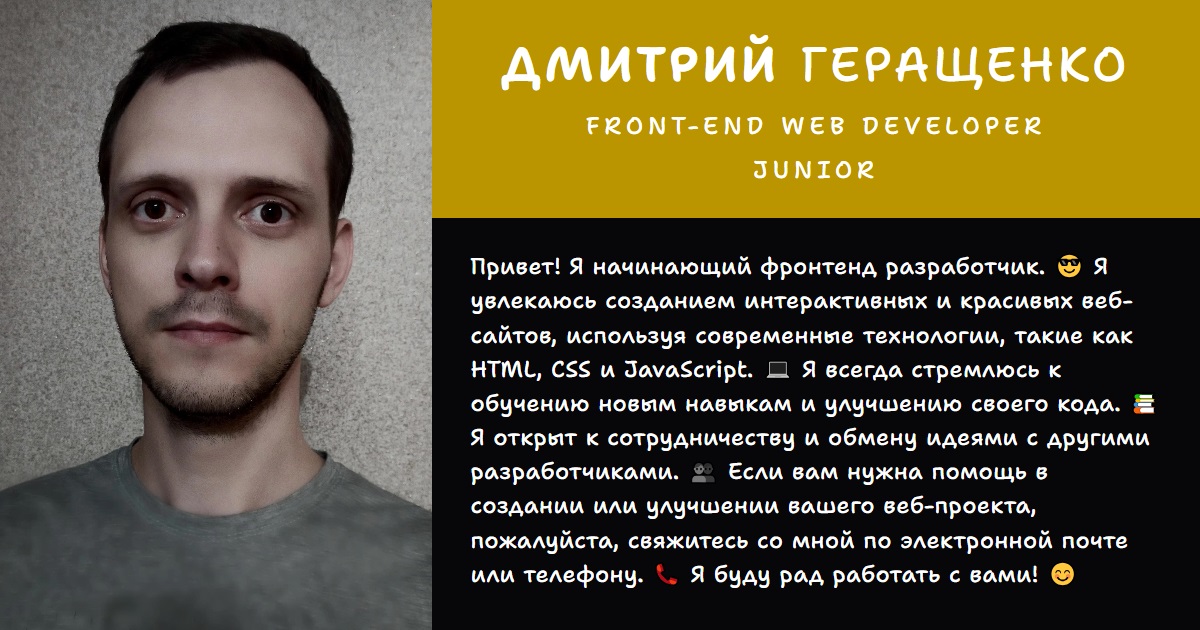 ДМИТРИЙ ГЕРАЩЕНКО
FRONT-END WEB DEVELOPER
JUNIOR
Привет! Я начинающий фронтенд разработчик. 😎 Я
увлекаюсь созданием интерактивных и красивых веб-
сайтов, используя современные технологии, такие как
HTML, CSS и JavaScript. 💻 Я всегда стремлюсь к
обучению новым навыкам и улучшению своего кода. 📚
Я открыт к сотрудничеству и обмену идеями с другими
разработчиками. 👥 Если вам нужна помощь в
создании или улучшении вашего веб-проекта,
пожалуйста, свяжитесь со мной по электронной почте
или телефону. 📞 Я буду рад работать с вами! 😊